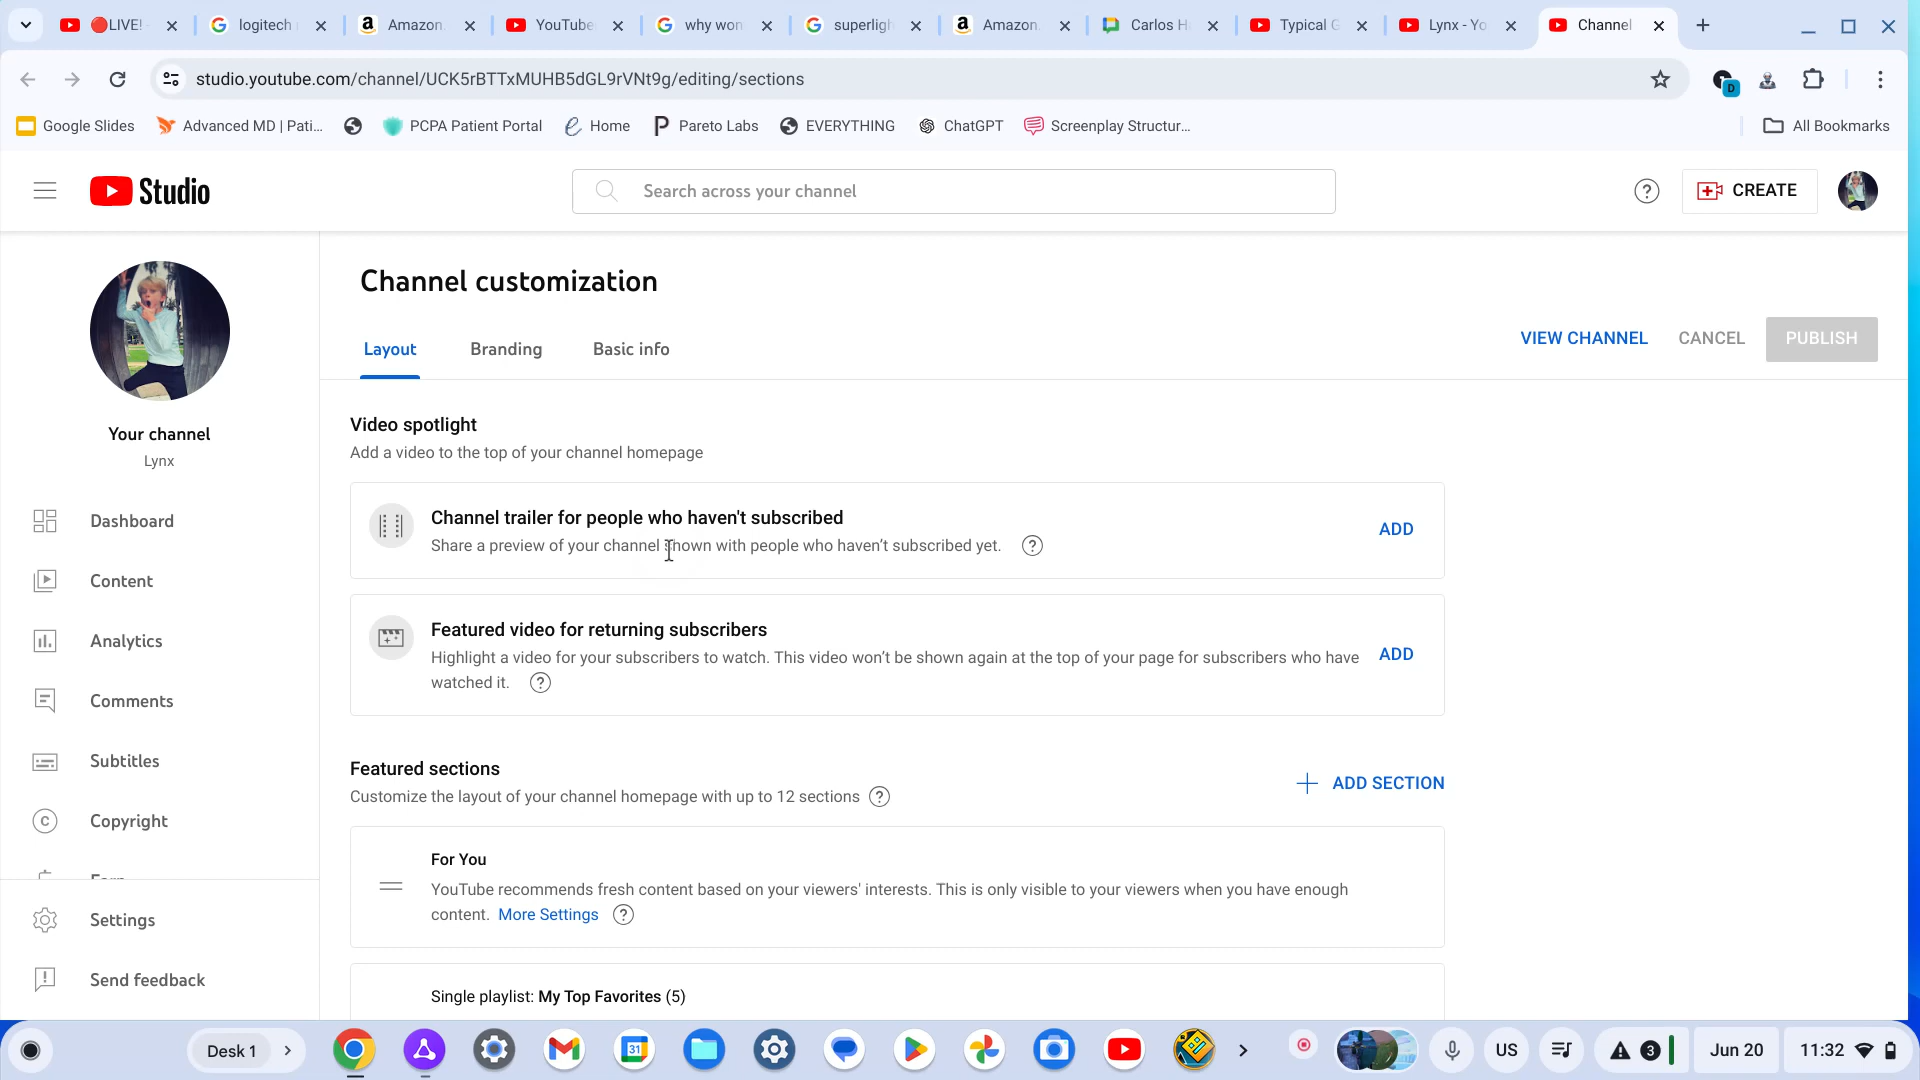 🔴LIVE! -
logitech
Amazon.
YouTube
why won
superligh
Amazon.
Carlos H
Typical G
Lynx - Yo
Channel
studio.youtube.com/channel/UCK5rBTTxMUHB5dGL9rVNt9g/editing/sections
D
Google Slides
Advanced MD | Pati...
PCPA Patient Portal
Home
Pareto Labs
EVERYTHING
ChatGPT
Screenplay Structur...
All Bookmarks
Studio
Search across your channel
CREATE
Channel customization
Layout
Branding
Basic info
VIEW CHANNEL
CANCEL
PUBLISH
Your channel
Lynx
Dashboard
Content
Analytics
Comments
Subtitles
Copyright
Settings
Send feedback
Video spotlight
Add a video to the top of your channel homepage
Channel trailer for people who haven't subscribed
Share a preview of your channel shown with people who haven't subscribed yet.
ADD
Featured video for returning subscribers
Highlight a video for your subscribers to watch. This video won't be shown again at the top of your page for subscribers who have
watched it.
ADD
Featured sections
Customize the layout of your channel homepage with up to 12 sections
ADD SECTION
For You
YouTube recommends fresh content based on your viewers' interests. This is only visible to your viewers when you have enough
content. More Settings
Single playlist: My Top Favorites (5)
Desk 1
31
US
3
Jun 20
11:32